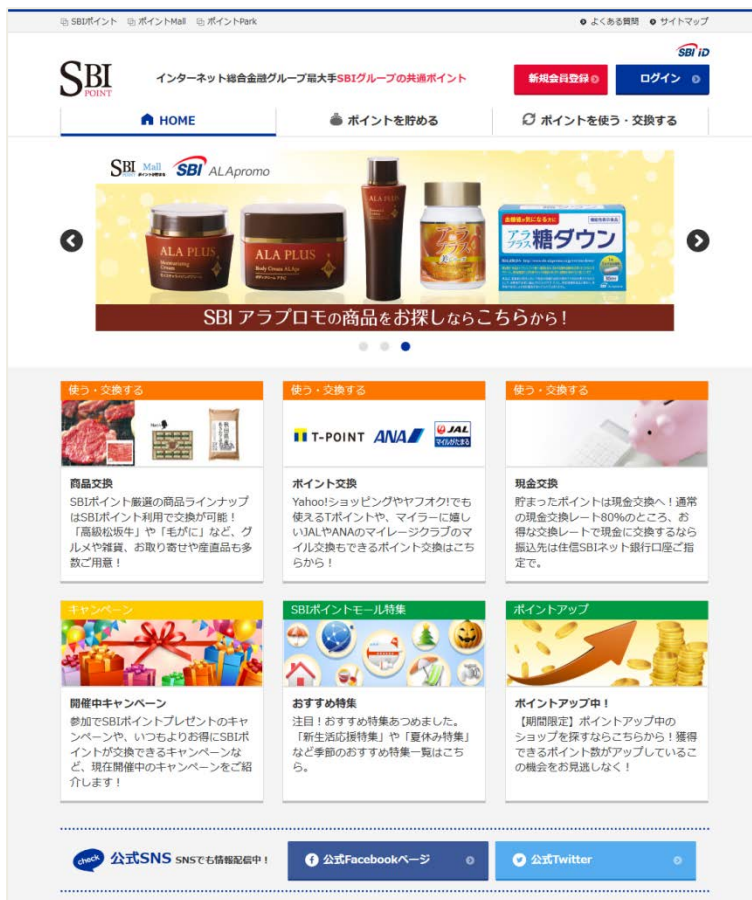 SBIポイント ポイントMall ポイントPark よくある質問 サイトマップ
SBI iD
SBI POINT インターネット総合金融グループ最大手SBIグループの共通ポイント 新規会員登録 ログイン
HOME ポイントを貯める ポイントを使う・交換する
SBI POINT Mall SBI ALApromo
ALA PLUS Moisturizing Cream
ALA PLUS Body Cream ALApi
ALA PLUS
アラプラス
アラプラス 糖ダウン
SBI アラプロモの商品をお探しならこちらから!
使う・交換する
商品交換
SBIポイント厳選の商品ラインナップ
はSBIポイント利用で交換が可能!
「高級松坂牛」や「毛がに」など、グ
ルメや雑貨、お取り寄せや産直品も多
数ご用意!
使う・交換する
T-POINT ANA JAL マイルがたまる
ポイント交換
Yahoo!ショッピングやヤフオク!でも
使えるTポイントや、マイラーに嬉し
いJALやANAのマイレージクラブのマ
イル交換もできるポイント交換はこち
らから!
使う・交換する
現金交換
貯まったポイントは現金交換へ!通常
の現金交換レート80%のところ、お
得な交換レートで現金に交換するなら
振込先は住信SBIネット銀行口座ご指
定で。
キャンペーン
開催中キャンペーン
参加でSBIポイントプレゼントのキャ
ンペーンや、いつもよりお得にSBIポ
イントが交換できるキャンペーンな
ど、現在開催中のキャンペーンをご紹
介します!
SBIポイントモール特集
おすすめ特集
注目!おすすめ特集あつめました。
「新生活応援特集」や「夏休み特集」
など季節のおすすめ特集一覧はこち
ら。
ポイントアップ
ポイントアップ中!
【期間限定】ポイントアップ中の
ショップを探すならこちらから!獲得
できるポイント数がアップしているこ
の機会をお見逃しなく!
check 公式SNS SNSでも情報配信中! 公式Facebookページ 公式Twitter